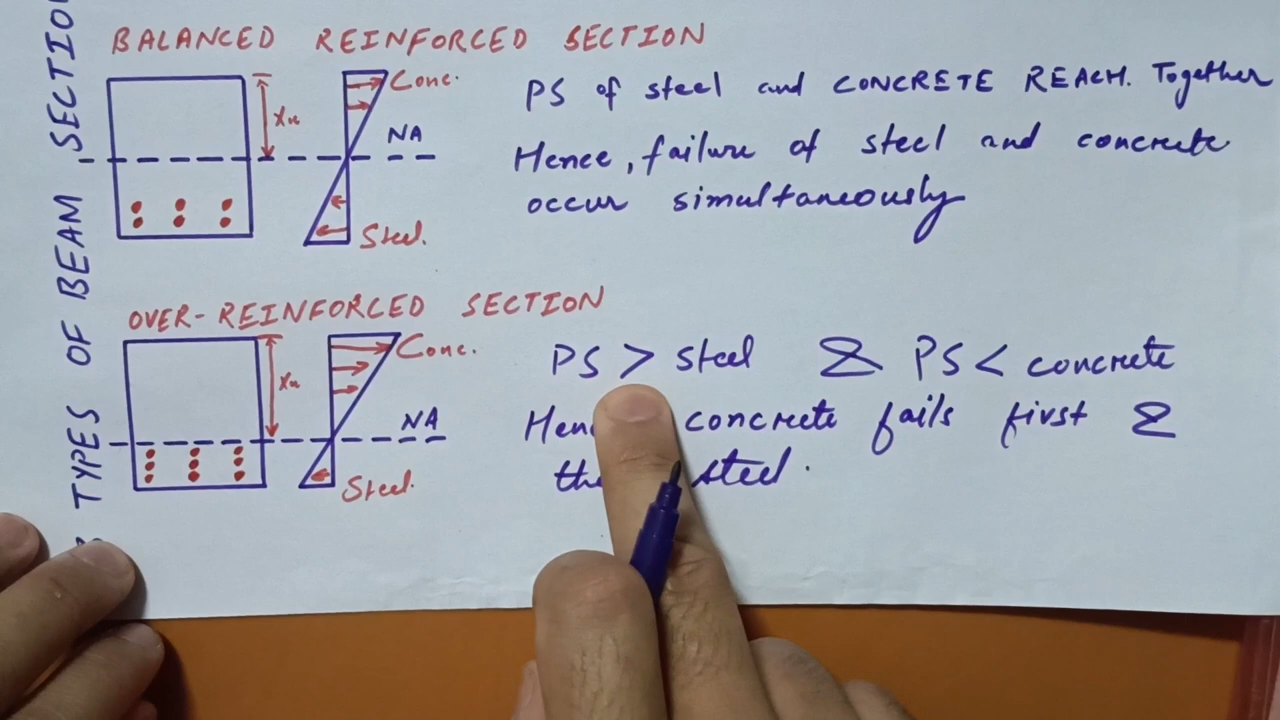 TYPES OF BEAM SECTION
BALANCED REINFORCED SECTION
Xu
Conc.
NA
Steel.
PS of steel and CONCRETE REACH. Together
Hence, failure of steel and concrete
occur simultaneously
OVER-REINFORCED SECTION
Xu
Conc.
NA
Steel.
PS > steel & PS < concrete
concrete fails first &
steel.